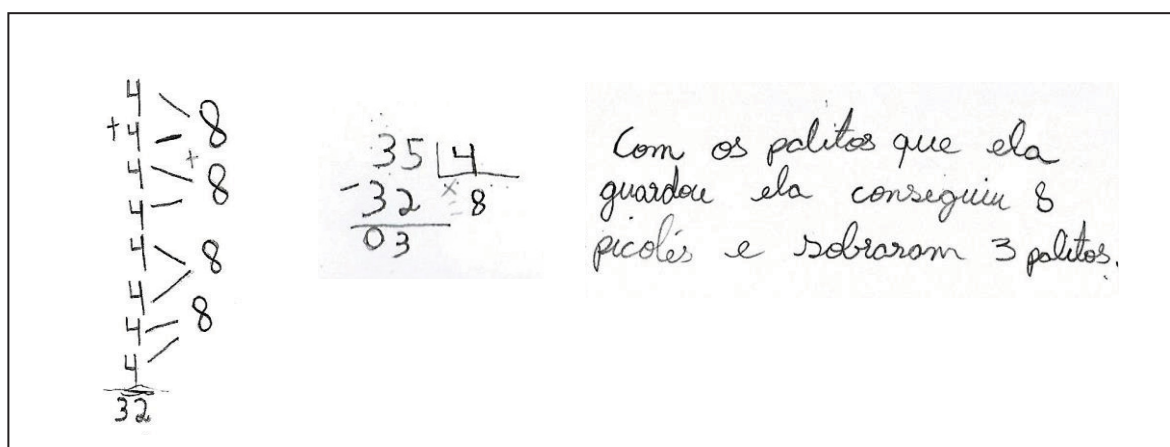 4
+ 4 8
4 + 8
4
4 8
4
4 8
4
32
35 4
- 32 x 8
03
Com os palitos que ela
guardou ela conseguiu 8
picolés e sobraram 3 palitos.